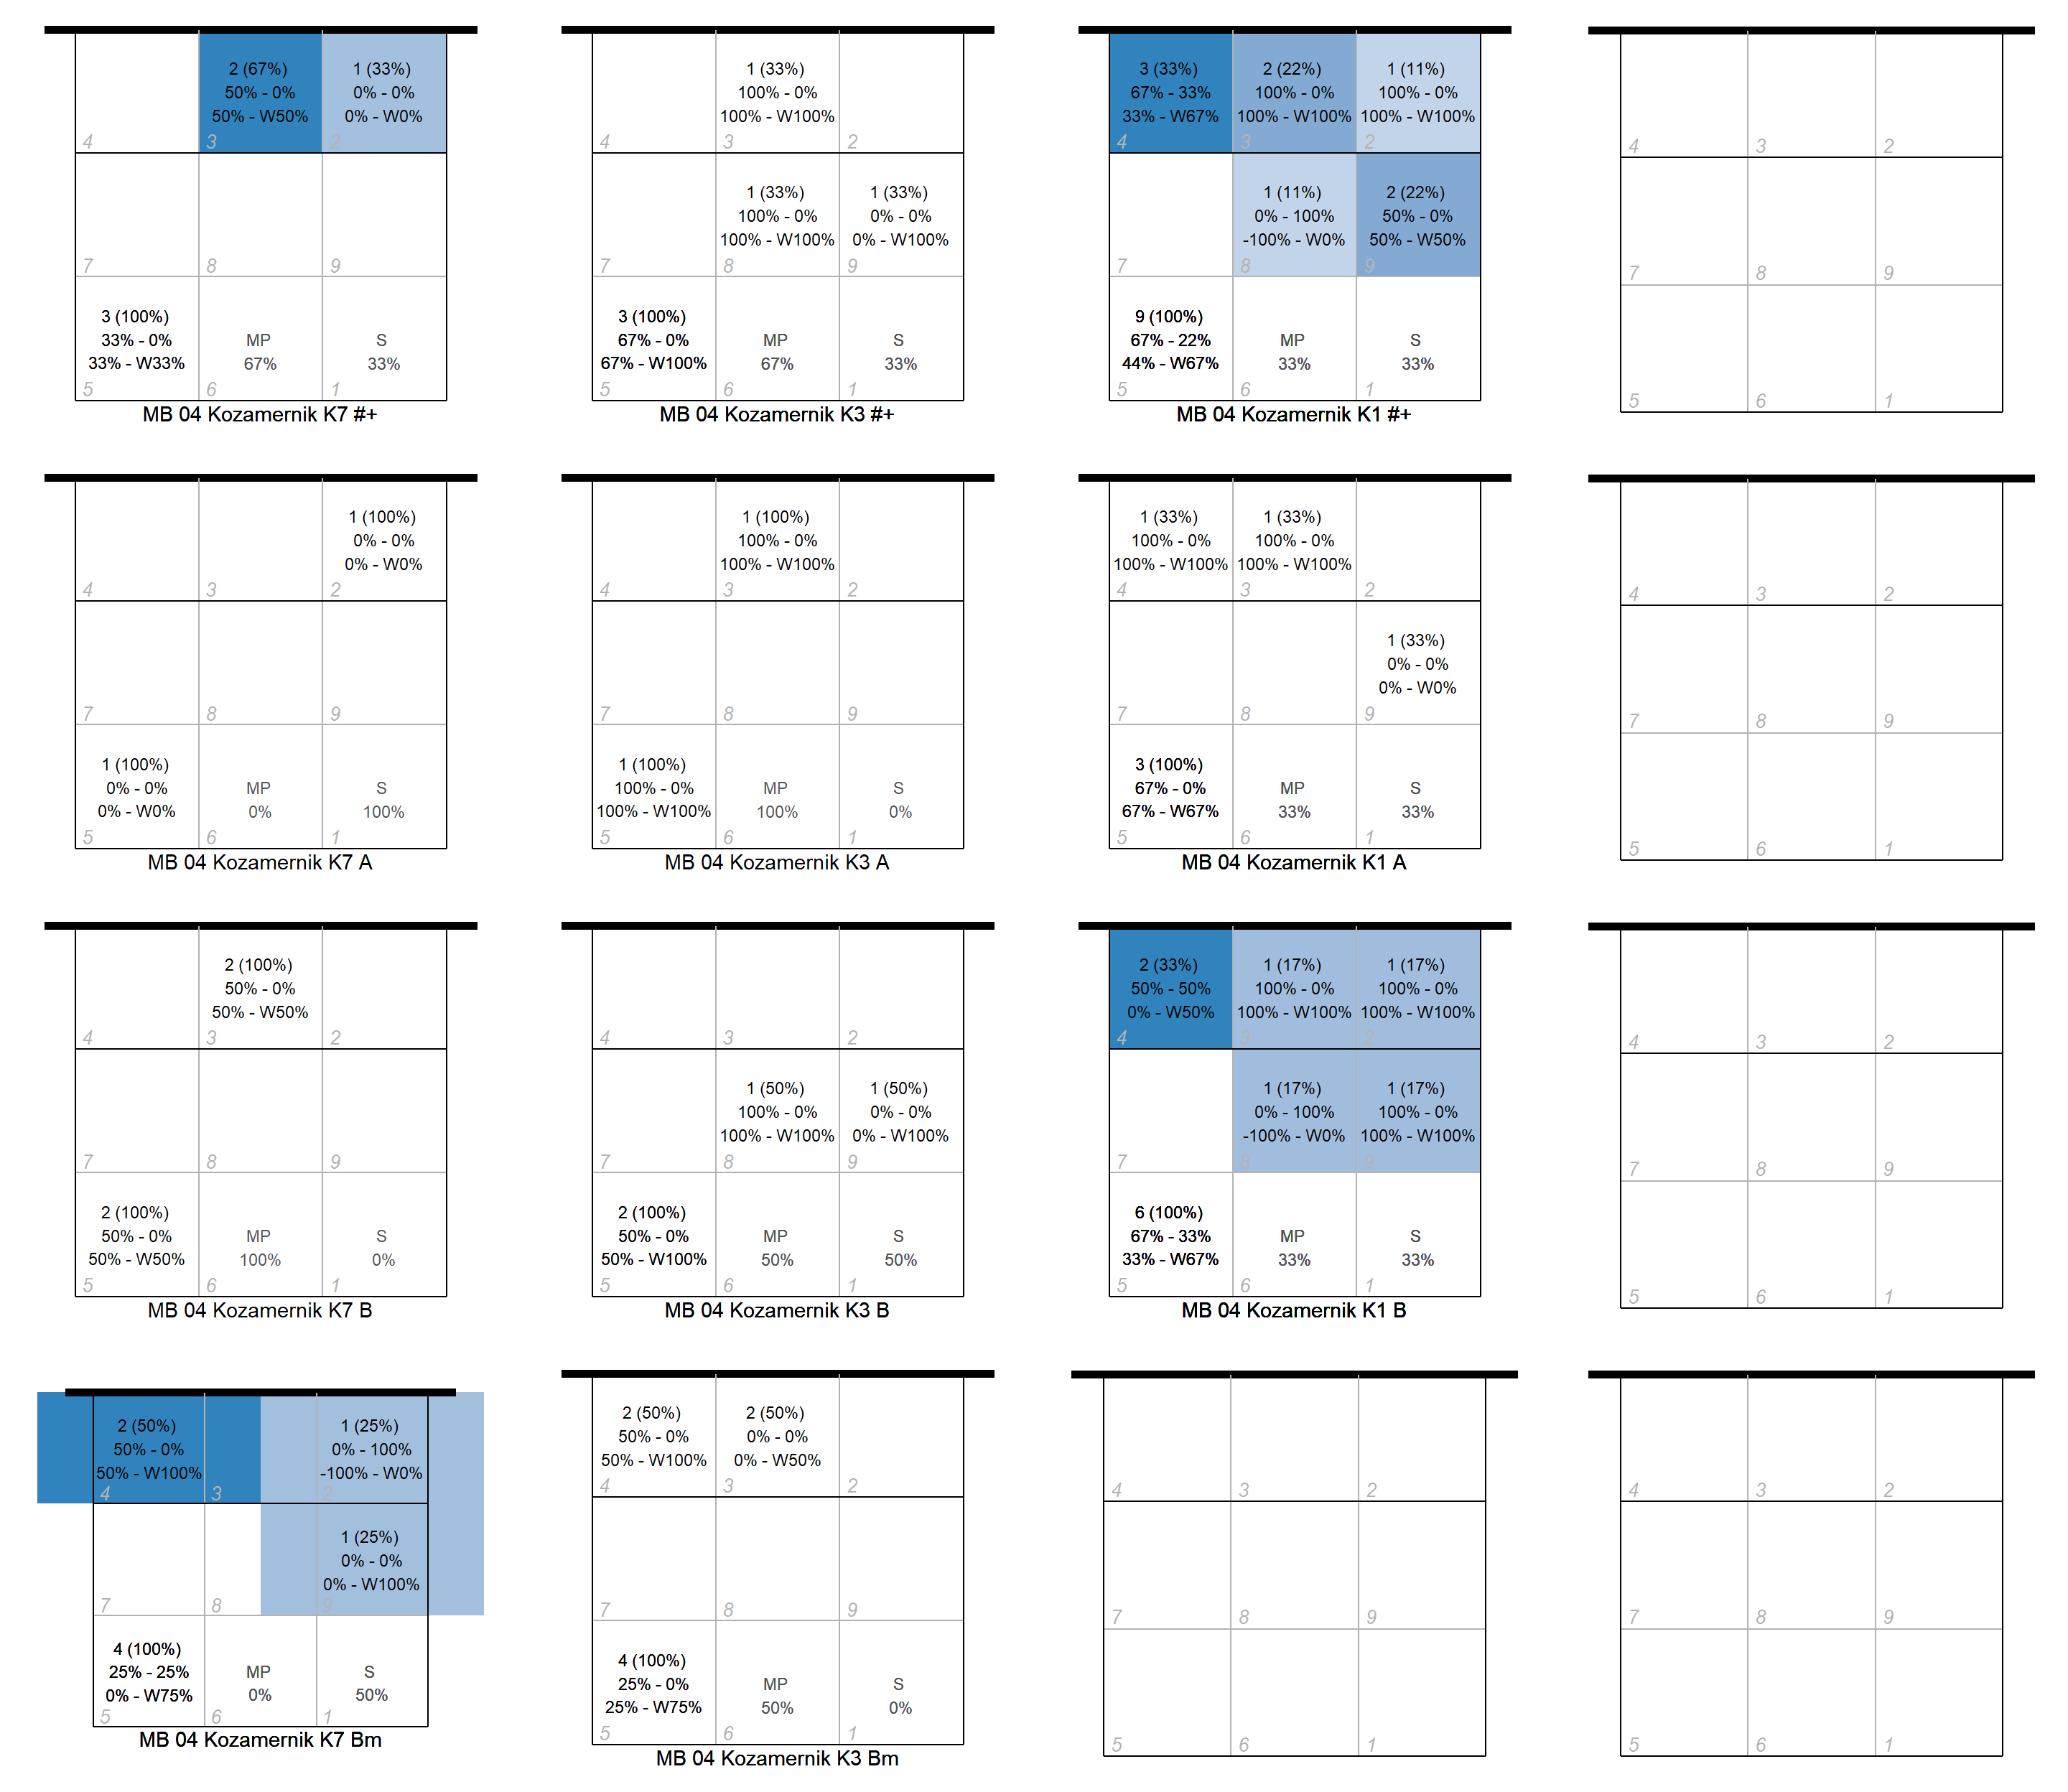 2 (67%)
50% - 0%
50% - W50%
1 (33%)
0% - 0%
0% - W0%
4
3
2
7
8
9
3 (100%)
33% - 0%
33% - W33%
MP
67%
S
33%
5
6
1
MB 04 Kozamernik K7 #+
1 (33%)
100% - 0%
100% - W100%
4
3
2
1 (33%)
100% - 0%
100% - W100%
1 (33%)
0% - 0%
0% - W100%
7
8
9
3 (100%)
67% - 0%
67% - W100%
MP
67%
S
33%
5
6
1
MB 04 Kozamernik K3 #+
3 (33%)
67% - 33%
33% - W67%
2 (22%)
100% - 0%
100% - W100%
1 (11%)
100% - 0%
100% - W100%
4
3
2
1 (11%)
0% - 100%
-100% - W0%
2 (22%)
50% - 0%
50% - W50%
7
8
9
9 (100%)
67% - 22%
44% - W67%
MP
33%
S
33%
5
6
1
MB 04 Kozamernik K1 #+
4
3
2
7
8
9
5
6
1
1 (100%)
0% - 0%
0% - W0%
4
3
2
7
8
9
1 (100%)
0% - 0%
0% - W0%
MP
0%
S
100%
5
6
1
MB 04 Kozamernik K7 A
1 (100%)
100% - 0%
100% - W100%
4
3
2
7
8
9
1 (100%)
100% - 0%
100% - W100%
MP
100%
S
0%
5
6
1
MB 04 Kozamernik K3 A
1 (33%)
100% - 0%
100% - W100%
1 (33%)
100% - 0%
100% - W100%
4
3
2
1 (33%)
0% - 0%
0% - W0%
7
8
9
3 (100%)
67% - 0%
67% - W67%
MP
33%
S
33%
5
6
1
MB 04 Kozamernik K1 A
4
3
2
7
8
9
5
6
1
2 (100%)
50% - 0%
50% - W50%
4
3
2
7
8
9
2 (100%)
50% - 0%
50% - W50%
MP
100%
S
0%
5
6
1
MB 04 Kozamernik K7 B
4
3
2
1 (50%)
100% - 0%
100% - W100%
1 (50%)
0% - 0%
0% - W100%
7
8
9
2 (100%)
50% - 0%
50% - W100%
MP
50%
S
50%
5
6
1
MB 04 Kozamernik K3 B
2 (33%)
50% - 50%
0% - W50%
1 (17%)
100% - 0%
100% - W100%
1 (17%)
100% - 0%
100% - W100%
4
3
2
1 (17%)
0% - 100%
-100% - W0%
1 (17%)
100% - 0%
100% - W100%
7
8
9
6 (100%)
67% - 33%
33% - W67%
MP
33%
S
33%
5
6
1
MB 04 Kozamernik K1 B
4
3
2
7
8
9
5
6
1
2 (50%)
50% - 0%
50% - W100%
1 (25%)
0% - 100%
-100% - W0%
4
3
2
1 (25%)
0% - 0%
0% - W100%
7
8
9
4 (100%)
25% - 25%
0% - W75%
MP
0%
S
50%
5
6
1
MB 04 Kozamernik K7 Bm
2 (50%)
50% - 0%
50% - W100%
2 (50%)
0% - 0%
0% - W50%
4
3
2
7
8
9
4 (100%)
25% - 0%
25% - W75%
MP
50%
S
0%
5
6
1
MB 04 Kozamernik K3 Bm
4
3
2
7
8
9
5
6
1
4
3
2
7
8
9
5
6
1